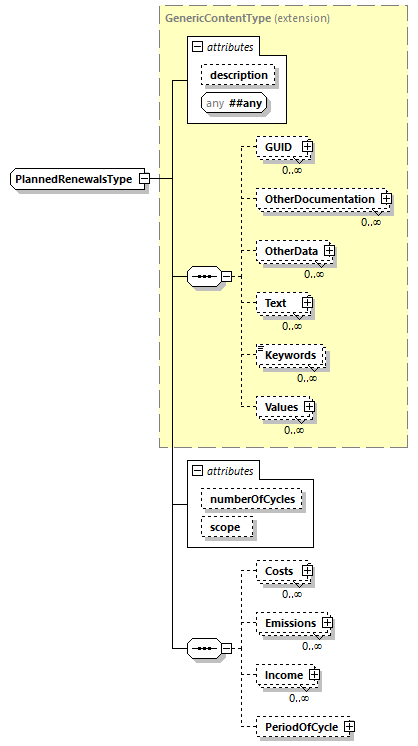 GenericContentType (extension)
attributes
description
any ##any
PlannedRenewalsType
GUID
0..∞
OtherDocumentation
0..∞
OtherData
0..∞
Text
0..∞
Keywords
0..∞
Values
0..∞
attributes
numberOfCycles
scope
Costs
0..∞
Emissions
0..∞
Income
0..∞
PeriodOfCycle